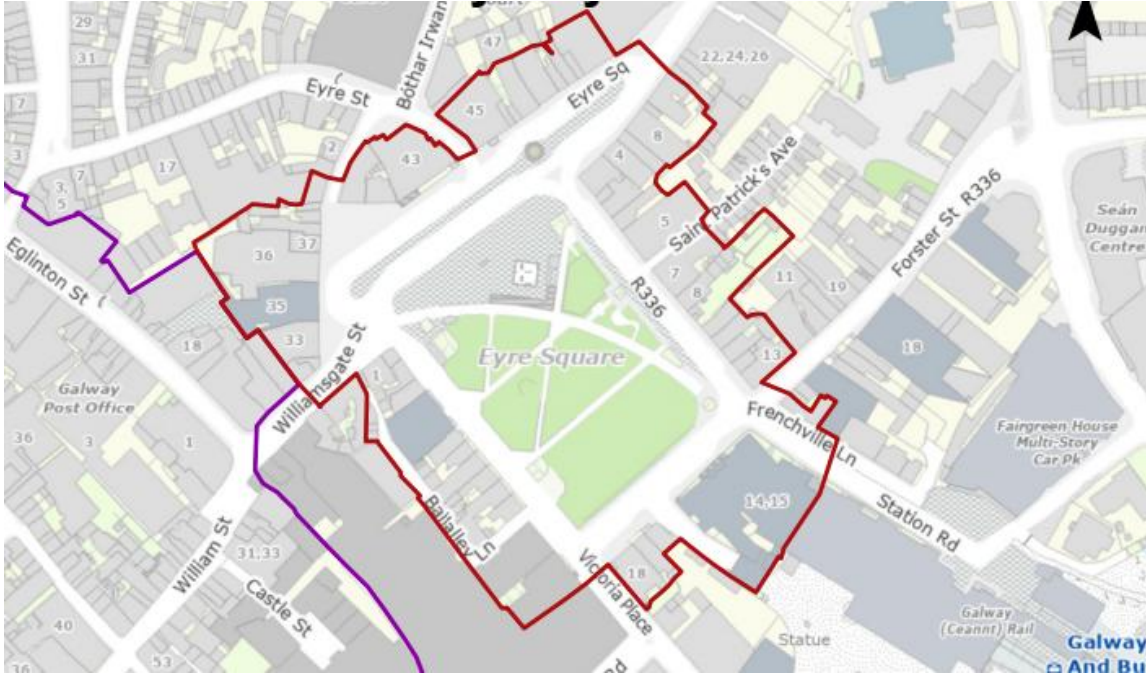 47
22,24,26
29
31
Eyre Sq
Bóthar Irwan
Eyre St
45
7
8
2
43
4
3
17
Saint Patrick's Ave
Forster St R336
7
3,
5
5
Seán
Duggan
Centre
37
36
Eglinton St
7
11
19
R336
8
35
33
18
Williamsgate St
Eyre Square
13
18
1
Galway
Post Office
Frenchville Ln
Fairgreen House
Multi-Story
Car Pk
36
3
1
14,15
Station Rd
Ballalley Ln
William St
31,33
Victoria Place
18
Castle St
Galway
(Ceannt) Rail
40
Statue
Galway
And Bu
53
36
Rd